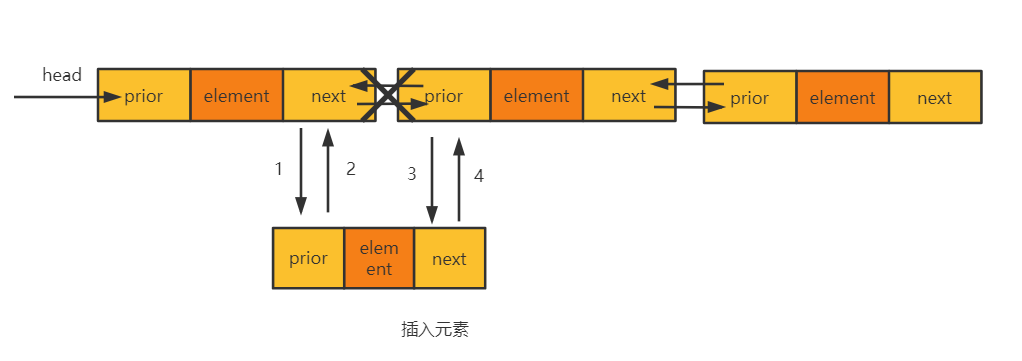 head
prior element next
prior element next
prior element next
1
2
3
4
prior
elem
ent
next
插入元素